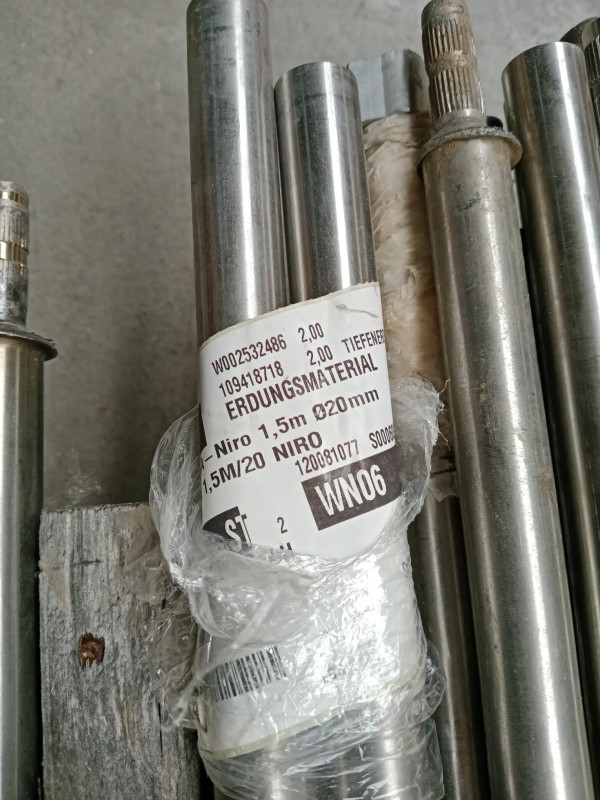 W002532486 2,00
109418718 2,00 TIEFENER
ERDUNGSMATERIAL
-Niro 1,5m Ø20mm
1,5M/20 NIRO
120081077 S0006
WN06
ST 2